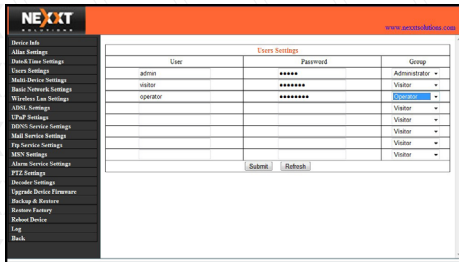 NEXXT
SOLUTIONS
www.nexxtsolutions.com
Device Info
Alias Settings
Date&Time Settings
Users Settings
Multi-Device Settings
Basic Network Settings
Wireless Lan Settings
ADSL Settings
UPnP Settings
DDNS Service Settings
Mail Service Settings
Ftp Service Settings
MSN Settings
Alarm Service Settings
PTZ Settings
Decoder Settings
Upgrade Device Firmware
Backup & Restore
Restore Factory
Reboot Device
Log
Back
Users Settings
User Password Group
admin ••••• Administrator
visitor ••••••• Visitor
operator •••••••• Operator
Visitor
Visitor
Visitor
Visitor
Visitor
Submit Refresh